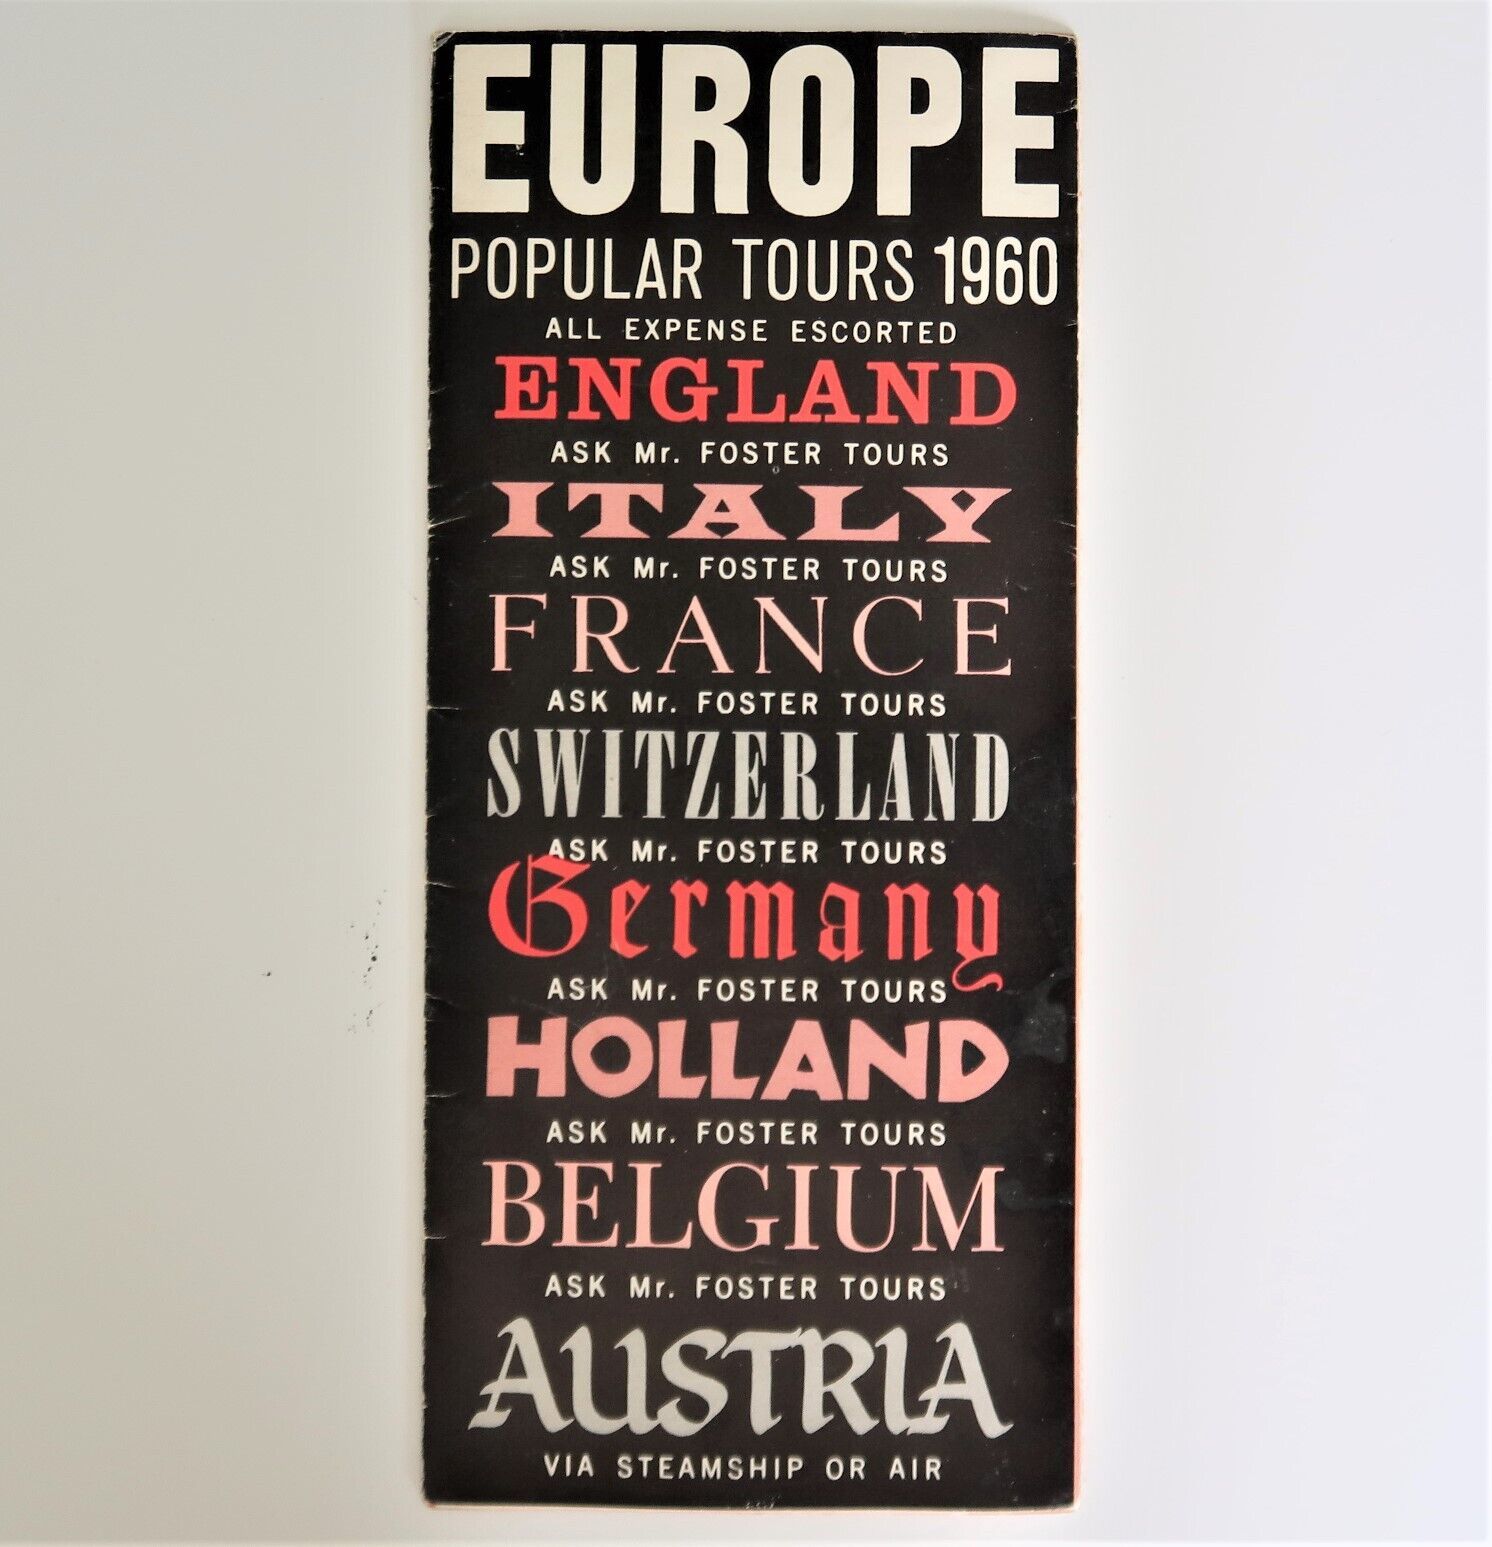 EUROPE
POPULAR TOURS 1960
ALL EXPENSE ESCORTED
ENGLAND
ASK Mr. FOSTER TOURS
ITALY
ASK Mr. FOSTER TOURS
FRANCE
ASK Mr. FOSTER TOURS
SWITZERLAND
ASK Mr. FOSTER TOURS
Germany
ASK Mr. FOSTER TOURS
HOLLAND
ASK Mr. FOSTER TOURS
BELGIUM
ASK Mr. FOSTER TOURS
AUSTRIA
VIA STEAMSHIP OR AIR